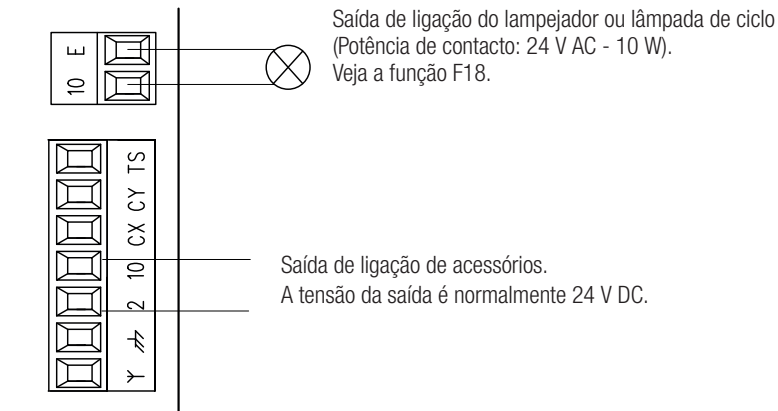 Saída de ligação do lampejador ou lâmpada de ciclo
(Potência de contacto: 24 V AC - 10 W).
Veja a função F18.
10 E
Y 2 10 CX CY TS
Saída de ligação de acessórios.
A tensão da saída é normalmente 24 V DC.